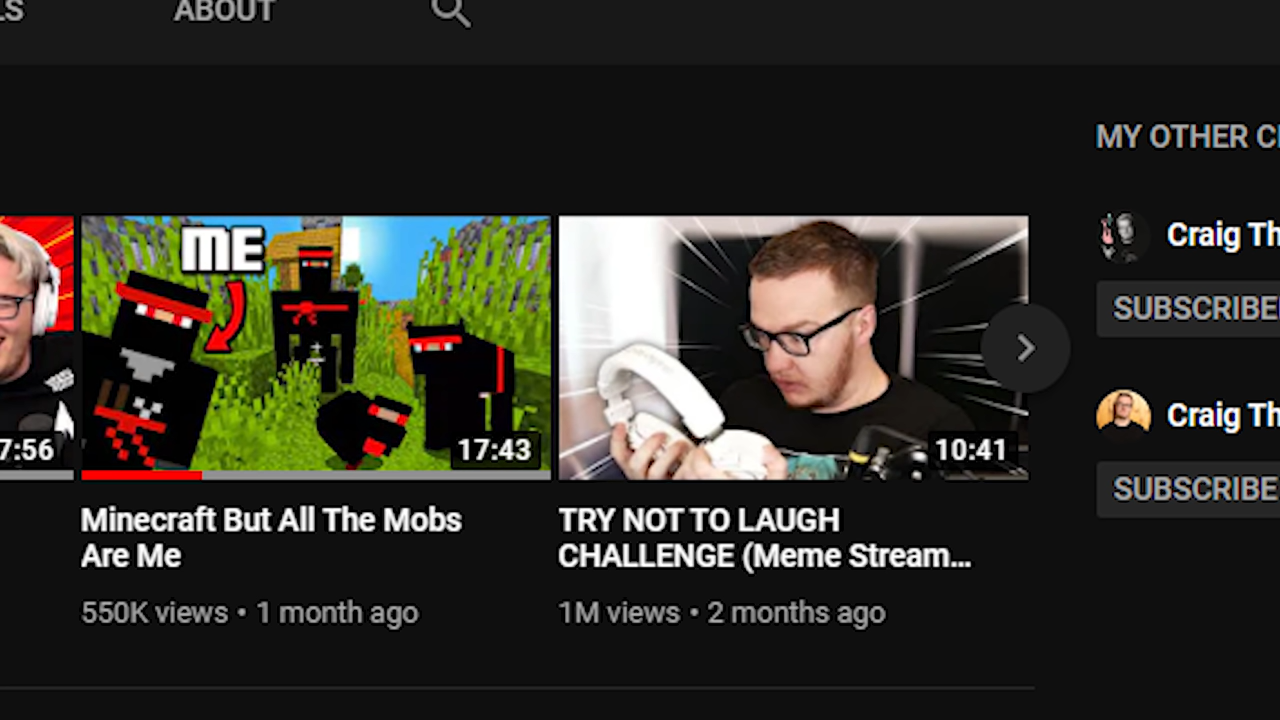 LS
ABOUT
MY OTHER C
ME
7:56
17:43
10:41
Minecraft But All The Mobs
Are Me
550K views • 1 month ago
TRY NOT TO LAUGH
CHALLENGE (Meme Stream...
1M views • 2 months ago
Craig Th
SUBSCRIBE
Craig Th
SUBSCRIBE